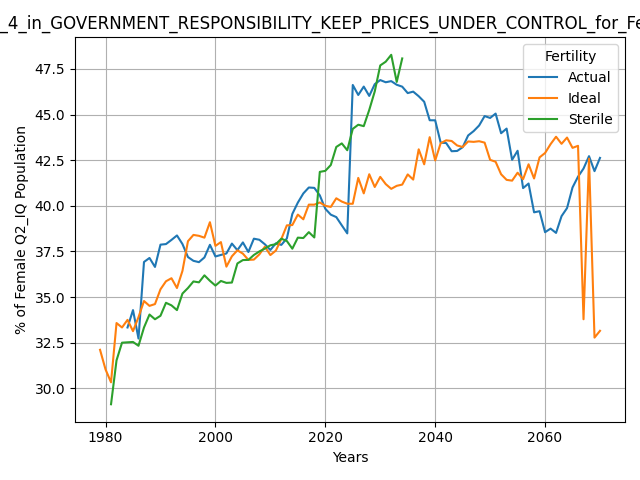 _4_in_GOVERNMENT_RESPONSIBILITY_KEEP_PRICES_UNDER_CONTROL_for_Fe
Fertility
Actual
Ideal
Sterile
% of Female Q2_IQ Population
47.5
45.0
42.5
40.0
37.5
35.0
32.5
30.0
1980 2000 2020 2040 2060
Years